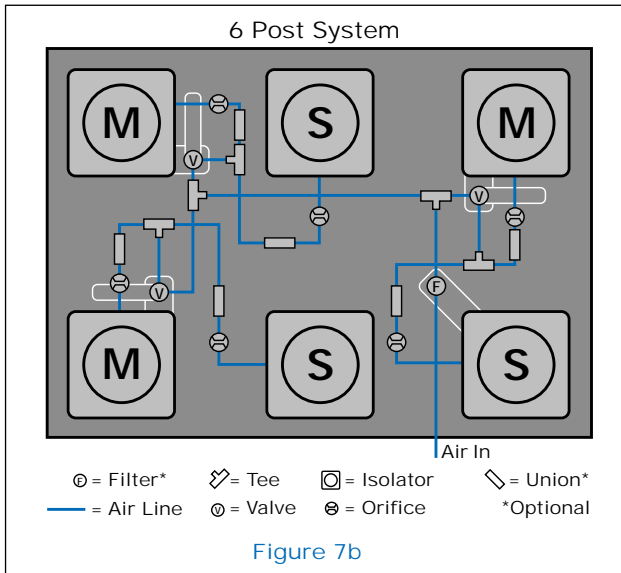 6 Post System
M S M
V
V
F
V
M S S
Air In
F = Filter* = Tee = Isolator = Union*
= Air Line V = Valve = Orifice *Optional
Figure 7b